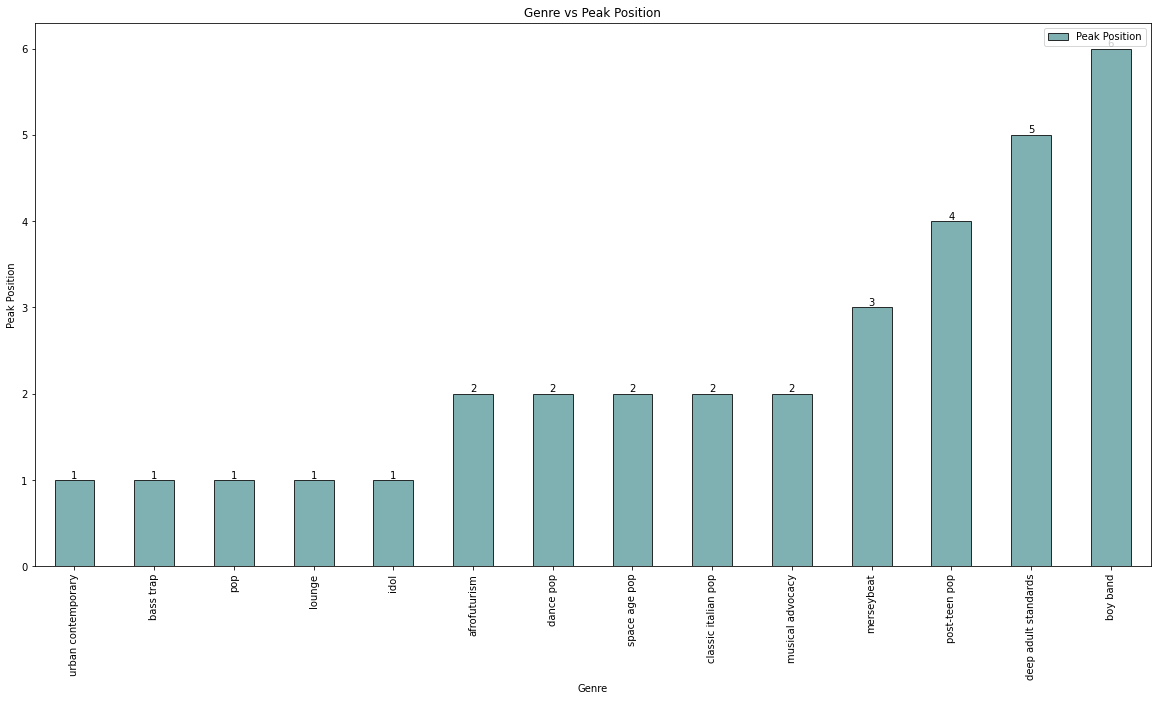 Genre vs Peak Position
Peak Position
6
5
4
3
2
1
0
Peak Position
1
1
1
1
1
2
2
2
2
2
3
4
5
6
urban contemporary
bass trap
pop
lounge
idol
afrofuturism
dance pop
space age pop
classic italian pop
musical advocacy
merseybeat
post-teen pop
deep adult standards
boy band
Genre